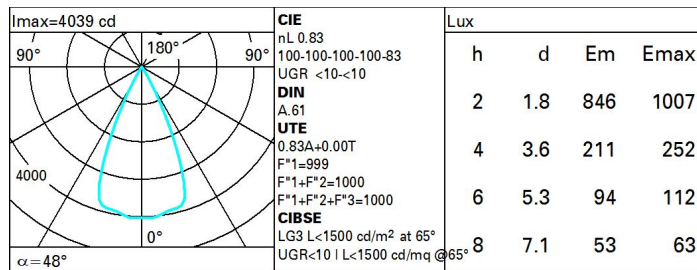 Imax=4039 cd
90° 180° 90°
4000
0°
α=48°
CIE
nL 0.83
100-100-100-100-83
UGR <10-<10
DIN
A.61
UTE
0.83A+0.00T
F"1=999
F"1+F"2=1000
F"1+F"2+F"3=1000
CIBSE
LG3 L<1500 cd/m² at 65°
UGR<10 | L<1500 cd/mq @65°
Lux
h d Em Emax
2 1.8 846 1007
4 3.6 211 252
6 5.3 94 112
8 7.1 53 63